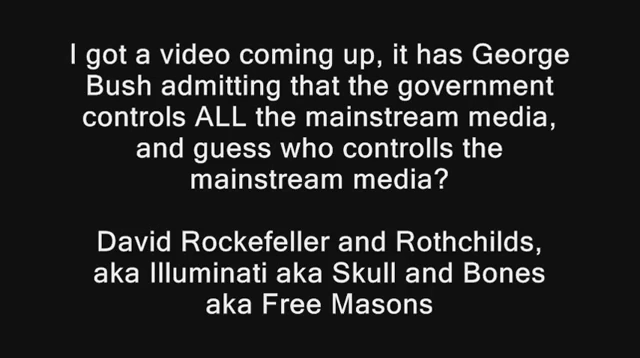 I got a video coming up, it has George
Bush admitting that the government
controls ALL the mainstream media,
and guess who controlls the
mainstream media?
David Rockefeller and Rothchilds,
aka Illuminati aka Skull and Bones
aka Free Masons